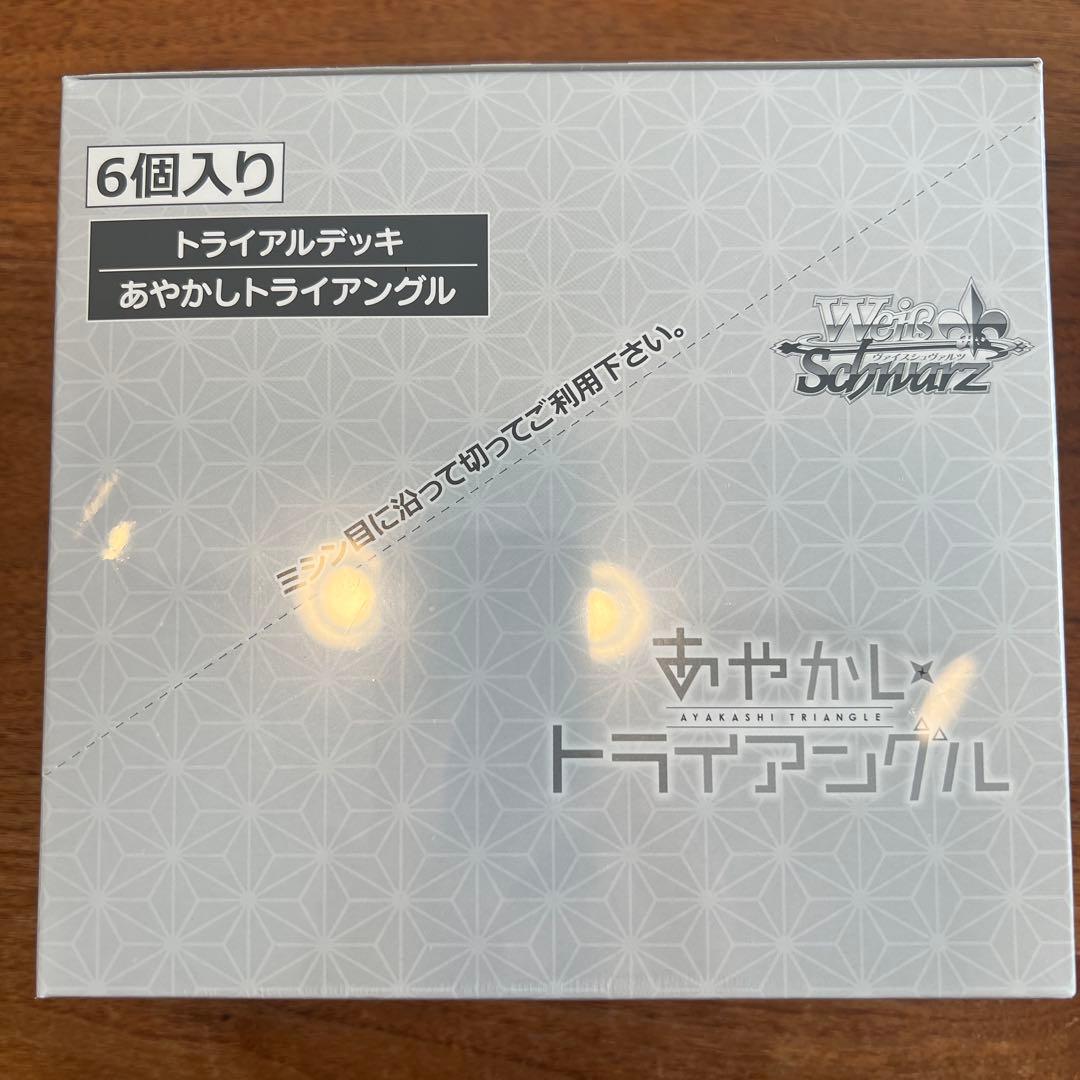 6個入り
トライアルデッキ
あやかしトライアングル
Weiß
ヴァイスシュヴァルツ
Schwarz
ミシン目に沿って切ってご利用下さい。
あやかし
AYAKASHI TRIANGLE
トライアングル